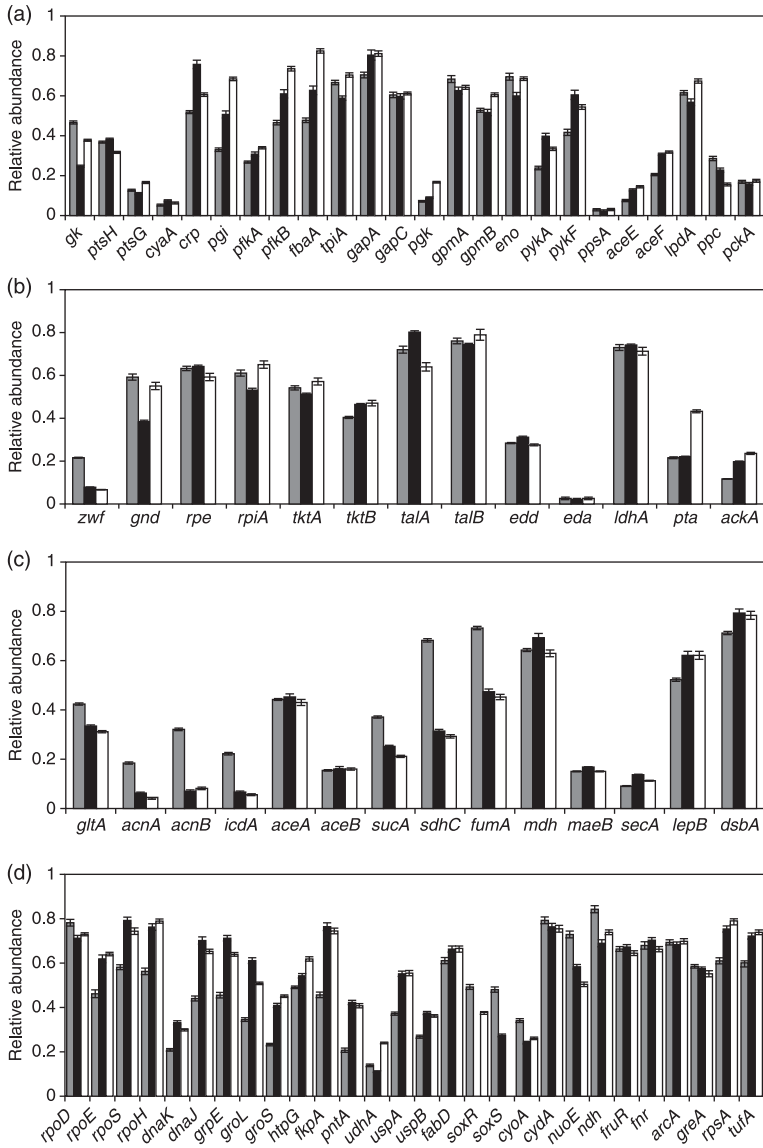 (a)
Relative abundance
1
0.8
0.6
0.4
0.2
0
gk ptsH ptsG cyaA crp pgi pfkA pfkB fbaA tpiA gapA gapC pgk gpmA gpmB eno pykA pykF ppsA aceE aceF lpdA ppc pckA
(b)
Relative abundance
1
0.8
0.6
0.4
0.2
0
zwf gnd rpe rpiA tktA tktB talA talB edd eda ldhA pta ackA
(c)
Relative abundance
1
0.8
0.6
0.4
0.2
0
gltA acnA acnB icdA aceA aceB sucA sdhC fumA mdh maeB secA lepB dsbA
(d)
Relative abundance
1
0.8
0.6
0.4
0.2
0
rpoD rpoE rpoS rpoH dnaK dnaJ grpE groL groS htpG fkpA pntA udhA uspA uspB fabD soxR soxS cyoA cydA nuoE ndh fruR fnr arcA greA rpsA tufA